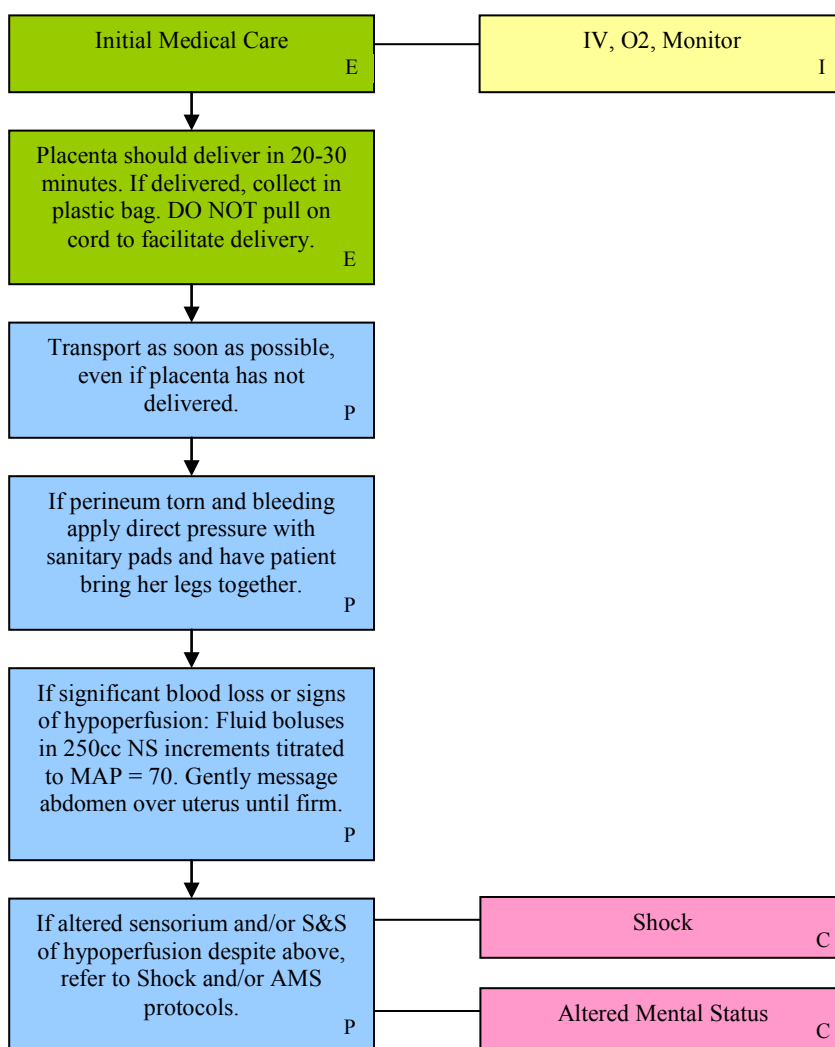 Initial Medical Care
E
IV, O2, Monitor
I
Placenta should deliver in 20-30
minutes. If delivered, collect in
plastic bag. DO NOT pull on
cord to facilitate delivery.
E
Transport as soon as possible,
even if placenta has not
delivered.
P
If perineum torn and bleeding
apply direct pressure with
sanitary pads and have patient
bring her legs together.
P
If significant blood loss or signs
of hypoperfusion: Fluid boluses
in 250cc NS increments titrated
to MAP = 70. Gently message
abdomen over uterus until firm.
P
If altered sensorium and/or S&S
of hypoperfusion despite above,
refer to Shock and/or AMS
protocols.
P
Shock
C
Altered Mental Status
C